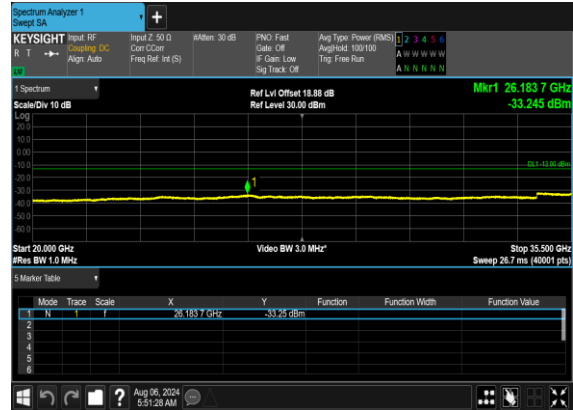 Spectrum Analyzer 1
Swept SA
+
KEYSIGHT Input: RF Input Z: 50 Ω #Atten: 30 dB PNO: Fast Avg Type: Power (RMS) 1 2 3 4 5 6
R T Coupling: DC Corr CCorr Gate: Off Avg|Hold: 100/100 A W W W W W
Align: Auto Freq Ref: Int (S) IF Gain: Low Trig: Free Run
LNI Sig Track: Off A N N N N N
1 Spectrum Ref Lvl Offset 18.88 dB Mkr1 26.183 7 GHz
Scale/Div 10 dB Ref Level 30.00 dBm -33.245 dBm
Log
20.0
10.0
0.00
-10.0 DL1 -13.00 dBm
-20.0
-30.0 1
-40.0
-50.0
-60.0
Start 20.000 GHz Video BW 3.0 MHz* Stop 35.500 GHz
#Res BW 1.0 MHz Sweep 26.7 ms (40001 pts)
5 Marker Table
Mode Trace Scale X Y Function Function Width Function Value
1 N 1 f 26.183 7 GHz -33.25 dBm
2
3
4
5
6
? Aug 06, 2024
5:51:28 AM